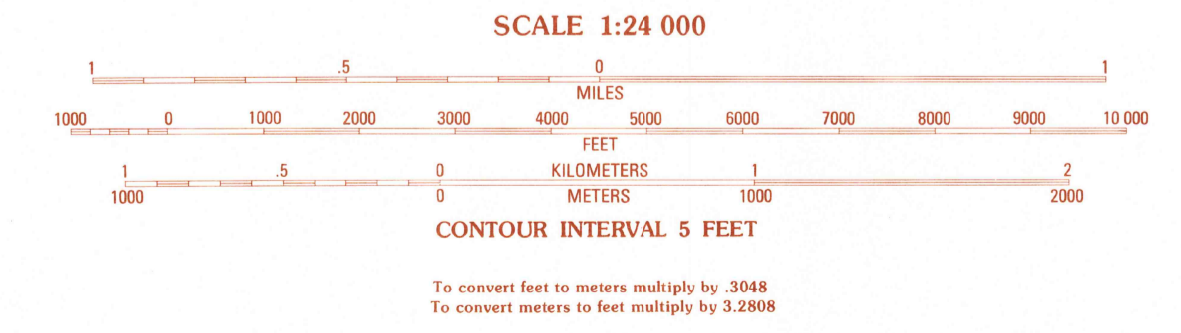 SCALE 1:24 000
1 .5 0 1
MILES
1000 0 1000 2000 3000 4000 5000 6000 7000 8000 9000 10 000
FEET
1 .5 0 KILOMETERS 1 2
1000 0 METERS 1000 2000
CONTOUR INTERVAL 5 FEET
To convert feet to meters multiply by .3048
To convert meters to feet multiply by 3.2808